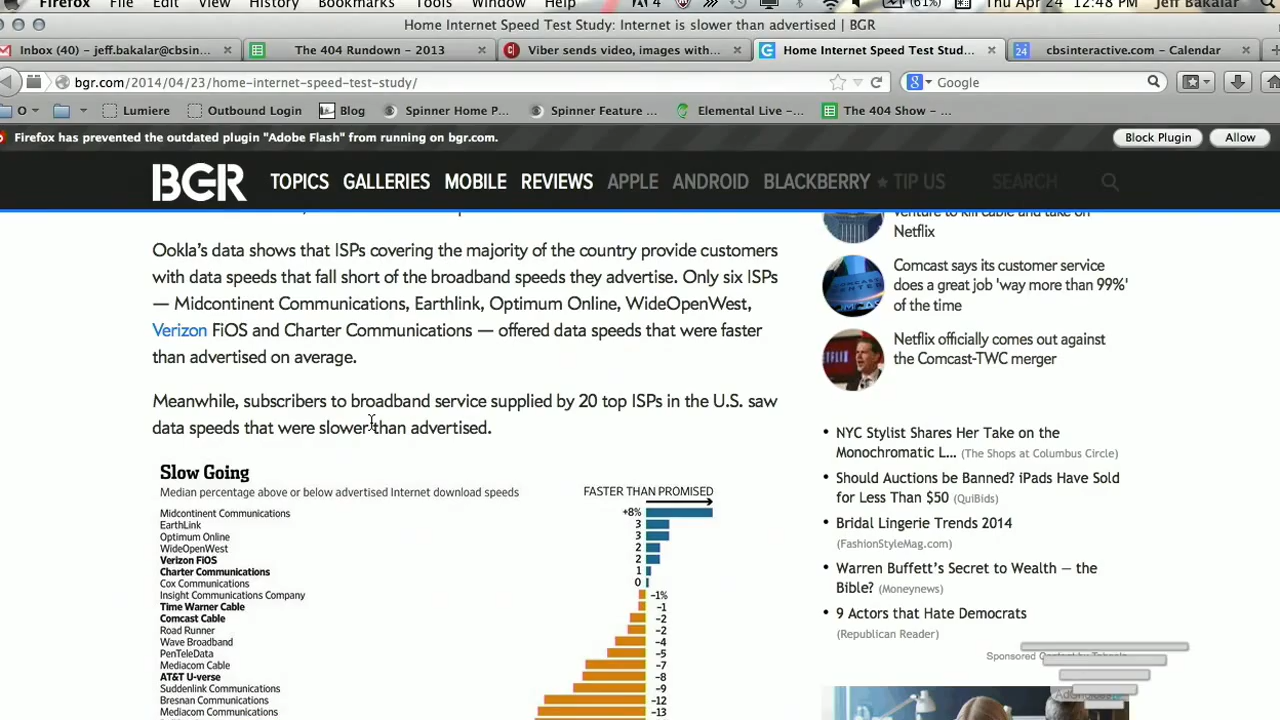 Firefox File Edit View History Bookmarks Tools Window Help 4 (61%) Thu Apr 24 12:48 PM Jeff Bakalar
Home Internet Speed Test Study: Internet is slower than advertised | BGR
Inbox (40) - jeff.bakalar@cbsin... × The 404 Rundown - 2013 × Viber sends video, images with... × Home Internet Speed Test Stud... × 24 cbsinteractive.com - Calendar ×
bgr.com/2014/04/23/home-internet-speed-test-study/ Google
O Lumiere Outbound Login Blog Spinner Home P... Spinner Feature ... Elemental Live -... The 404 Show - ...
Firefox has prevented the outdated plugin "Adobe Flash" from running on bgr.com. Block Plugin Allow
BGR TOPICS GALLERIES MOBILE REVIEWS APPLE ANDROID BLACKBERRY ★ TIP US SEARCH
Ookla's data shows that ISPs covering the majority of the country provide customers
with data speeds that fall short of the broadband speeds they advertise. Only six ISPs
— Midcontinent Communications, Earthlink, Optimum Online, WideOpenWest,
Verizon FiOS and Charter Communications — offered data speeds that were faster
than advertised on average.
Meanwhile, subscribers to broadband service supplied by 20 top ISPs in the U.S. saw
data speeds that were slower than advertised.
Slow Going
Median percentage above or below advertised Internet download speeds FASTER THAN PROMISED
Midcontinent Communications +8%
EarthLink 3
Optimum Online 3
WideOpenWest 2
Verizon FiOS 2
Charter Communications 1
Cox Communications 0
Insight Communications Company -1%
Time Warner Cable -1
Comcast Cable -2
Road Runner -2
Wave Broadband -4
PenTeleData -5
Mediacom Cable -7
AT&T U-verse -8
Suddenlink Communications -9
Bresnan Communications -12
Mediacom Communications -13
venture to kill cable and take on
Netflix
Comcast says its customer service
does a great job 'way more than 99%'
of the time
Netflix officially comes out against
the Comcast-TWC merger
• NYC Stylist Shares Her Take on the
Monochromatic L... (The Shops at Columbus Circle)
• Should Auctions be Banned? iPads Have Sold
for Less Than $50 (QuiBids)
• Bridal Lingerie Trends 2014
(FashionStyleMag.com)
• Warren Buffett's Secret to Wealth – the
Bible? (Moneynews)
• 9 Actors that Hate Democrats
(Republican Reader)
Sponsored Content by